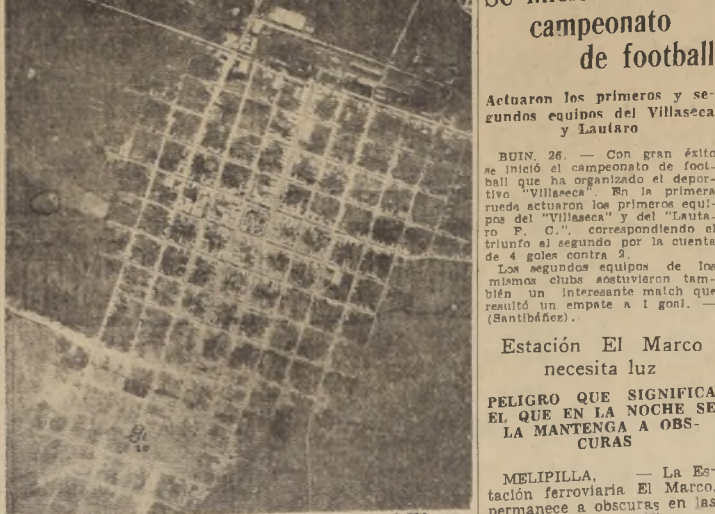 campeonato
de football
Actuaron los primeros y se-
gundos equipos del Villaseca
y Lautaro
BUIN, 26. — Con gran éxito
se inició el campeonato de foot-
ball que ha organizado el depor-
tivo "Villaseca". En la primera
rueda actuaron los primeros equi-
pos del "Villaseca" y del "Lauta-
ro F. C.", correspondiendo el
triunfo al segundo por la cuenta
de 4 goles contra 2.
Los segundos equipos de los
mismos clubs sostuvieron tam-
bién un interesante match que
resultó un empate a 1 goal. —
(Santibáñez).
Estación El Marco
necesita luz
PELIGRO QUE SIGNIFICA
EL QUE EN LA NOCHE SE
LA MANTENGA A OBS-
CURAS
MELIPILLA, — La Es-
tación ferroviaria El Marco,
permanece a obscuras en las